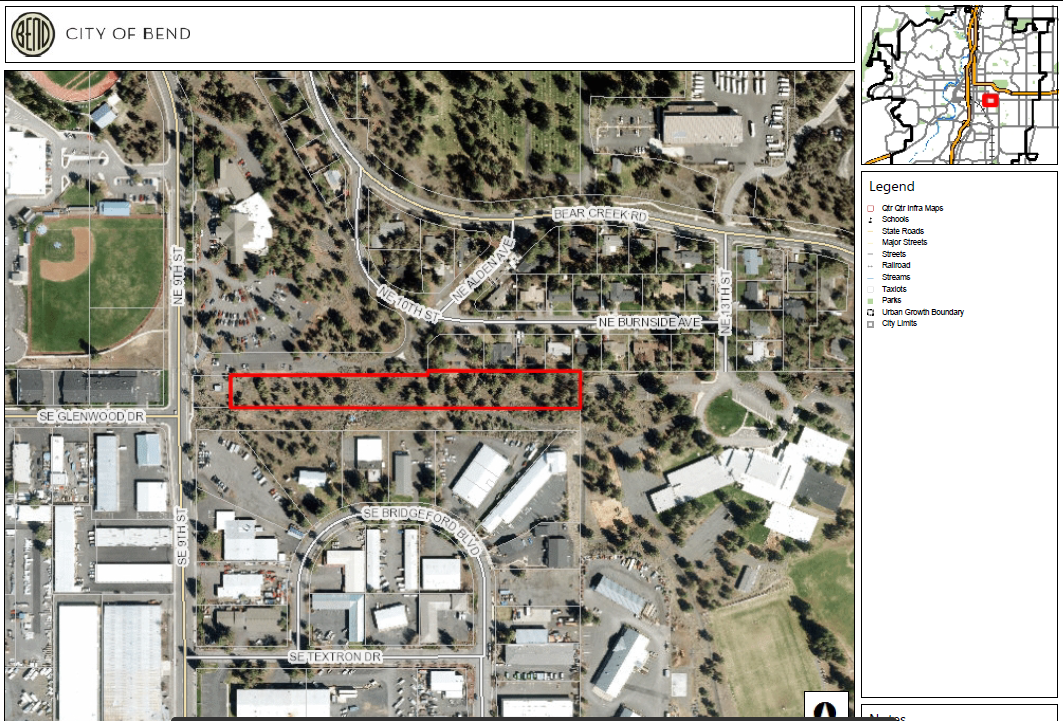 BEND
CITY OF BEND
BEAR CREEK RD
NE 9TH ST
NE ALDEN AVE
NE 10TH ST
NE BURNSIDE AVE
NE 13TH ST
SE GLENWOOD DR
SE 9TH ST
SE BRIDGEFORD BLVD
SE TEXTRON DR
Legend
Qtr Qtr Infra Maps
Schools
State Roads
Major Streets
Streets
Railroad
Streams
Taxlots
Parks
Urban Growth Boundary
City Limits
Notes